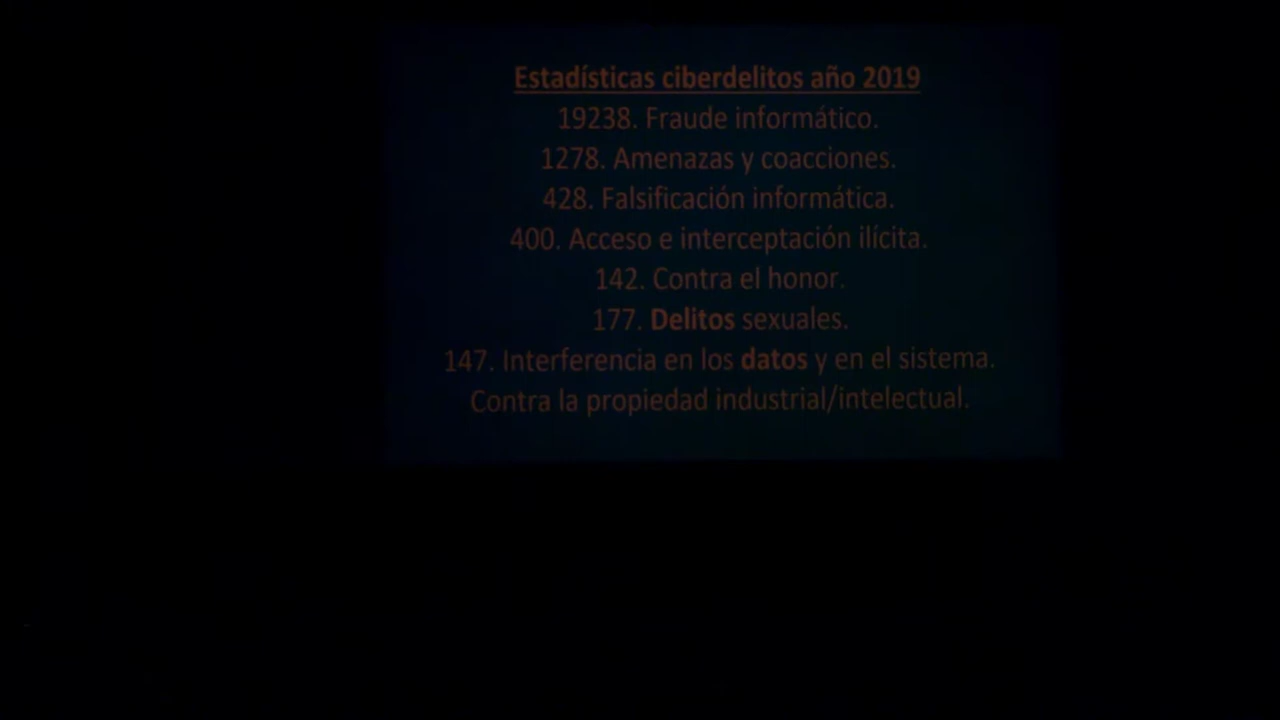 Estadísticas ciberdelitos año 2019
19238. Fraude informático.
1278. Amenazas y coacciones.
428. Falsificación informática.
400. Acceso e interceptación ilícita.
142. Contra el honor.
177. Delitos sexuales.
147. Interferencia en los datos y en el sistema.
Contra la propiedad industrial/intelectual.